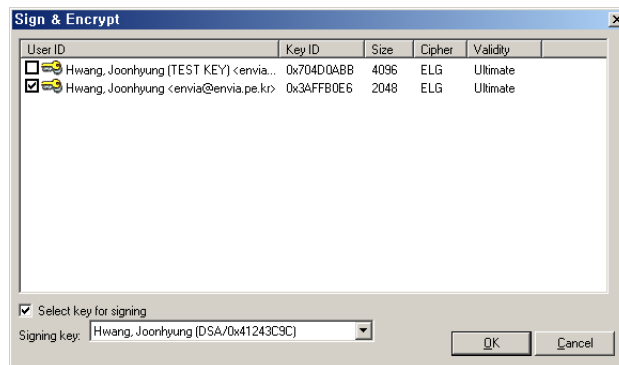 Sign & Encrypt
User ID Key ID Size Cipher Validity
Hwang, Joonhyung (TEST KEY) <envia... 0x704D0ABB 4096 ELG Ultimate
Hwang, Joonhyung <envia@envia.pe.kr> 0x3AFFB0E6 2048 ELG Ultimate
Select key for signing
Signing key: Hwang, Joonhyung (DSA/0x41243C9C)
OK Cancel